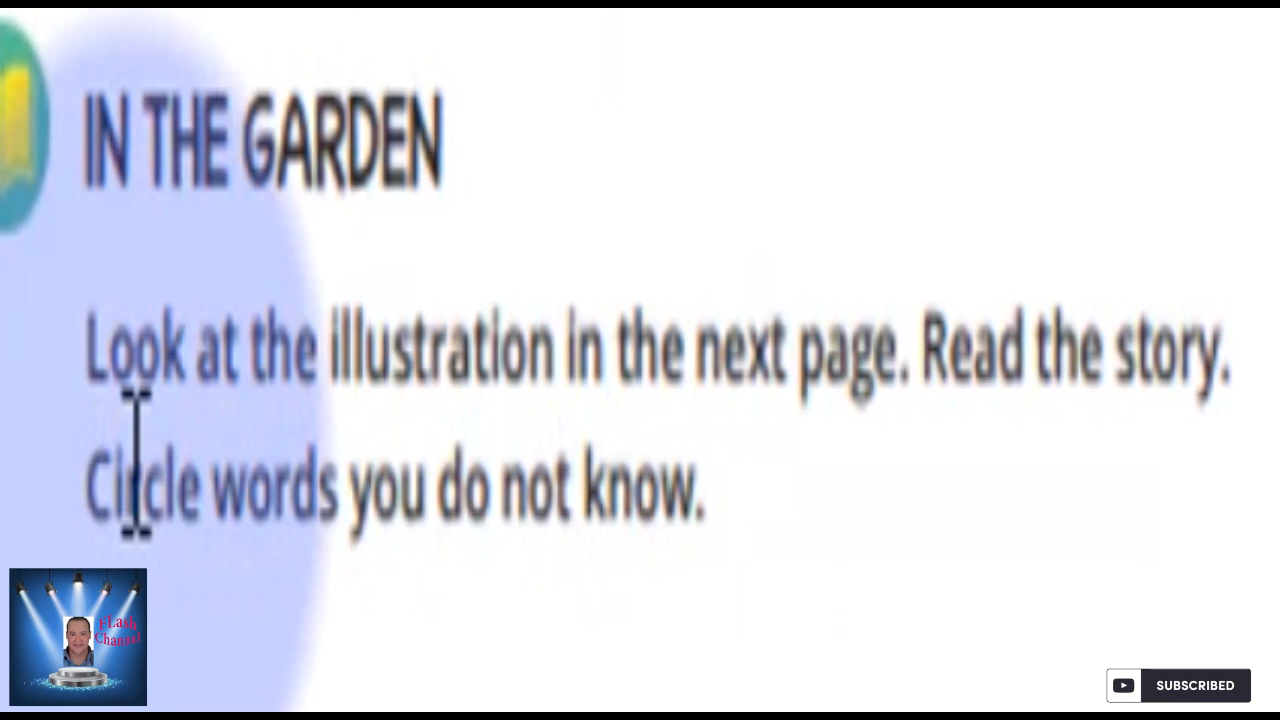 IN THE GARDEN
Look at the illustration in the next page. Read the story.
Circle words you do not know.
FLash
Channel
SUBSCRIBED